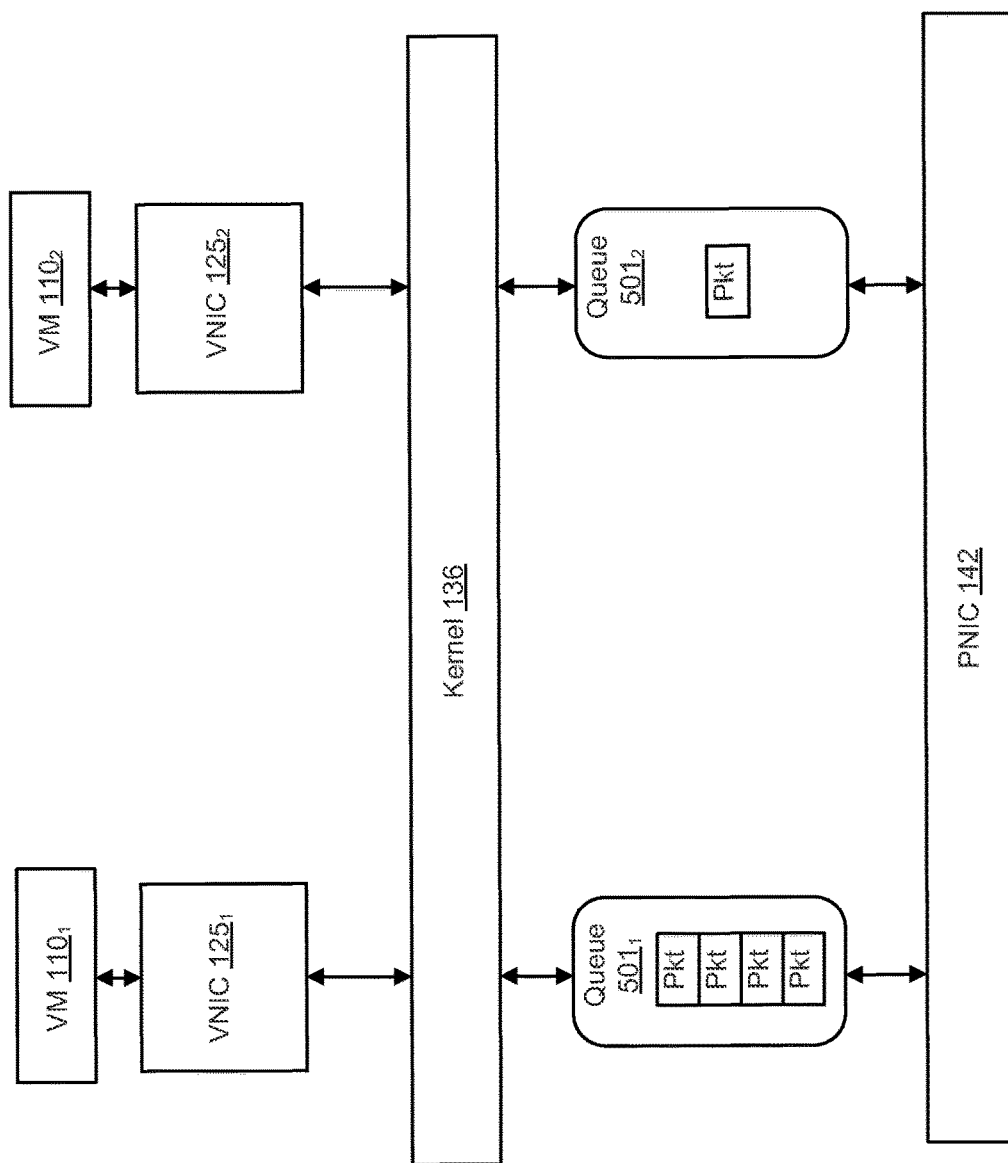 VM 110₁
VM 110₂
VNIC 125₁
VNIC 125₂
Kernel 136
Queue
501₁
Pkt
Pkt
Pkt
Pkt
Queue
501₂
Pkt
PNIC 142